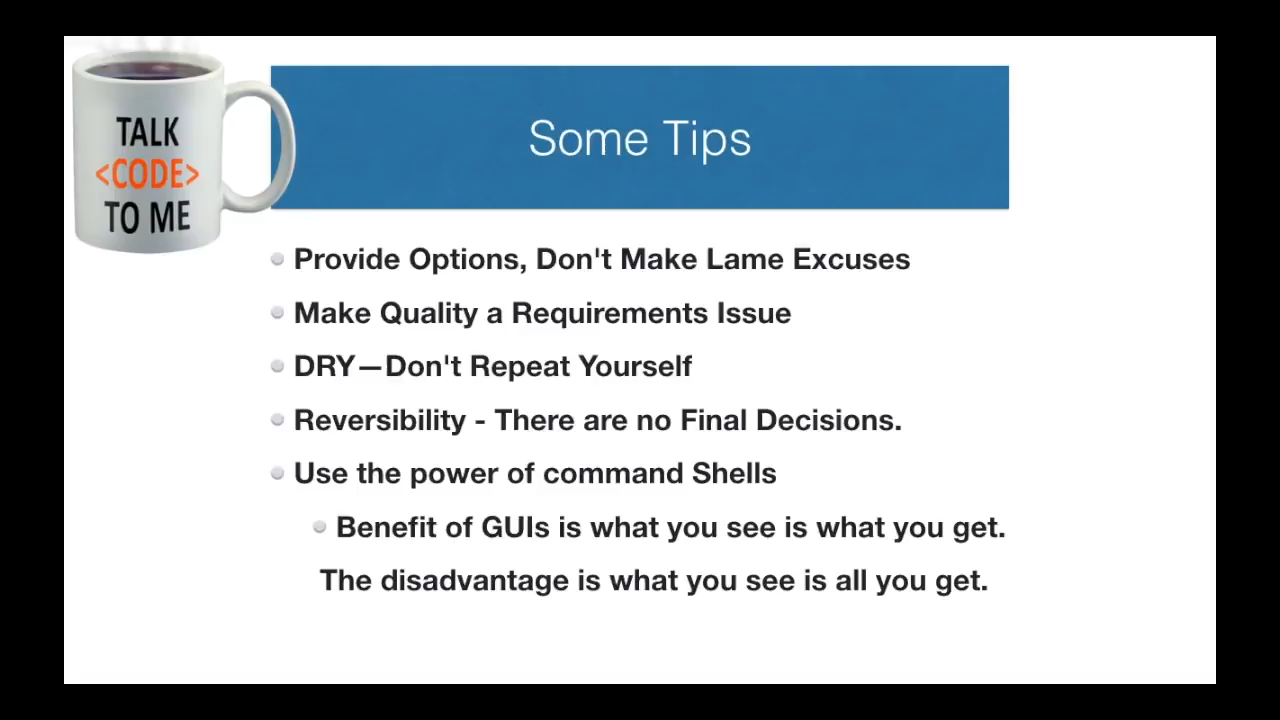 TALK
<CODE>
TO ME
Some Tips
Provide Options, Don't Make Lame Excuses
Make Quality a Requirements Issue
DRY—Don't Repeat Yourself
Reversibility - There are no Final Decisions.
Use the power of command Shells
Benefit of GUIs is what you see is what you get.
The disadvantage is what you see is all you get.